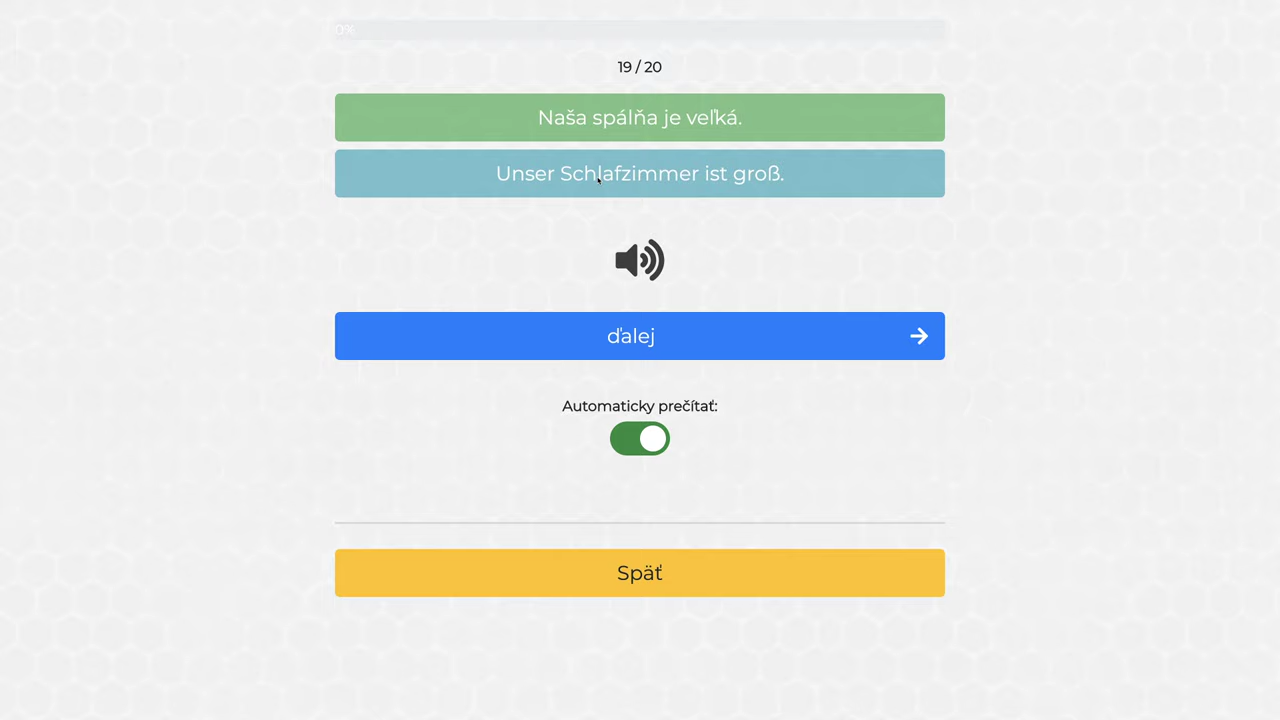 0%
19 / 20
Naša spálňa je veľká.
Unser Schlafzimmer ist groß.
ďalej
Automaticky prečítať:
Späť